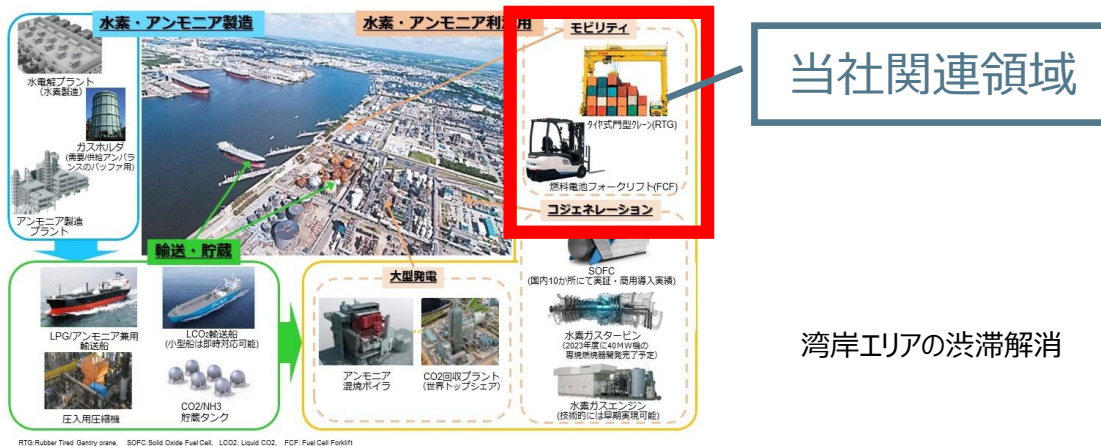 水素・アンモニア製造
水電解プラント
(水素製造)
ガスホルダ
(需要/供給アンバラ
ンスのバッファ用)
アンモニア製造
プラント
水素・アンモニア利活用
モビリティ
タイヤ式門型クレーン(RTG)
燃料電池フォークリフト(FCF)
当社関連領域
コジェネレーション
SOFC
(国内10か所にて実証・商用導入実績)
水素ガスタービン
(2023年度に40MW機の
専焼燃焼器開発完了予定)
水素ガスエンジン
(技術的には早期実現可能)
輸送・貯蔵
LPG/アンモニア兼用
輸送船
LCO₂輸送船
(小型船は即時対応可能)
圧入用圧縮機
CO2/NH3
貯蔵タンク
大型発電
アンモニア
混焼ボイラ
CO2回収プラント
(世界トップシェア)
湾岸エリアの渋滞解消
RTG:Rubber Tired Gantry crane, SOFC:Solid Oxide Fuel Cell, LCO2: Liquid CO2, FCF: Fuel Cell Forklift